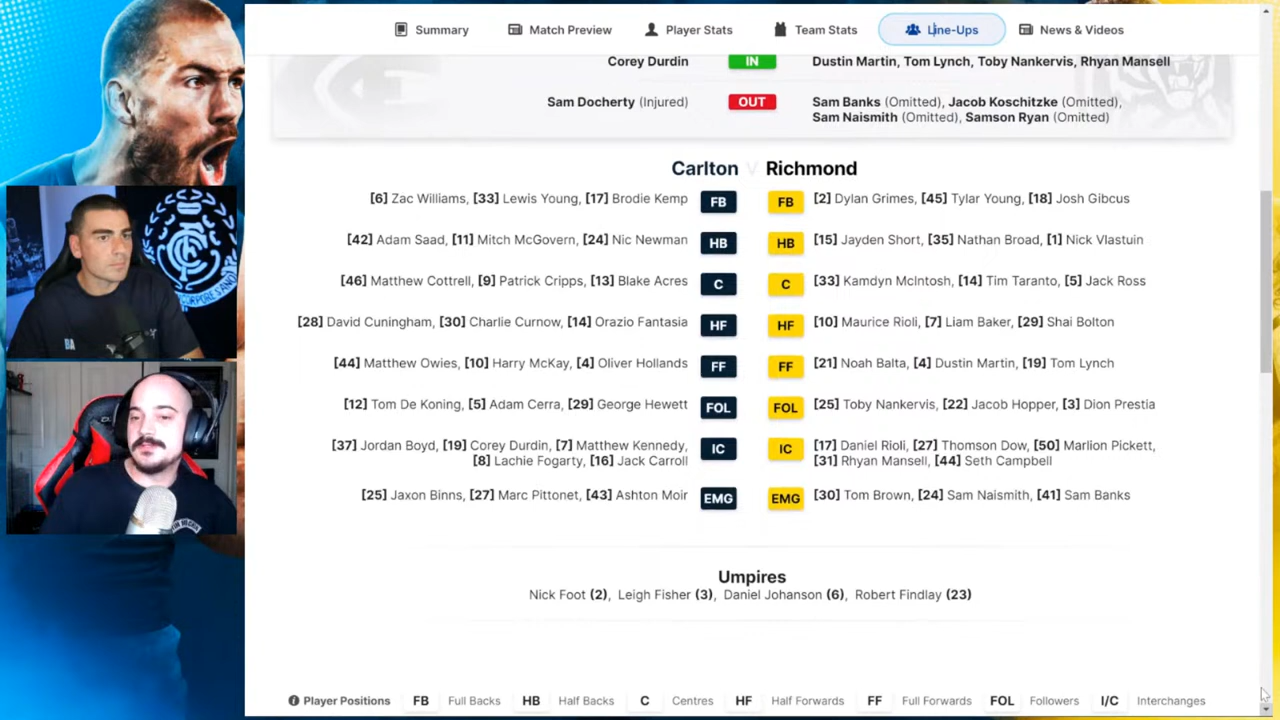 Summary Match Preview Player Stats Team Stats Line-Ups News & Videos
Corey Durdin IN Dustin Martin, Tom Lynch, Toby Nankervis, Rhyan Mansell
Sam Docherty (Injured) OUT Sam Banks (Omitted), Jacob Koschitzke (Omitted),
Sam Naismith (Omitted), Samson Ryan (Omitted)
Carlton V Richmond
[6] Zac Williams, [33] Lewis Young, [17] Brodie Kemp FB FB [2] Dylan Grimes, [45] Tylar Young, [18] Josh Gibcus
[42] Adam Saad, [11] Mitch McGovern, [24] Nic Newman HB HB [15] Jayden Short, [35] Nathan Broad, [1] Nick Vlastuin
[46] Matthew Cottrell, [9] Patrick Cripps, [13] Blake Acres C C [33] Kamdyn McIntosh, [14] Tim Taranto, [5] Jack Ross
[28] David Cuningham, [30] Charlie Curnow, [14] Orazio Fantasia HF HF [10] Maurice Rioli, [7] Liam Baker, [29] Shai Bolton
[44] Matthew Owies, [10] Harry McKay, [4] Oliver Hollands FF FF [21] Noah Balta, [4] Dustin Martin, [19] Tom Lynch
[12] Tom De Koning, [5] Adam Cerra, [29] George Hewett FOL FOL [25] Toby Nankervis, [22] Jacob Hopper, [3] Dion Prestia
[37] Jordan Boyd, [19] Corey Durdin, [7] Matthew Kennedy, IC IC [17] Daniel Rioli, [27] Thomson Dow, [50] Marlion Pickett,
[8] Lachie Fogarty, [16] Jack Carroll [31] Rhyan Mansell, [44] Seth Campbell
[25] Jaxon Binns, [27] Marc Pittonet, [43] Ashton Moir EMG EMG [30] Tom Brown, [24] Sam Naismith, [41] Sam Banks
Umpires
Nick Foot (2), Leigh Fisher (3), Daniel Johanson (6), Robert Findlay (23)
Player Positions FB Full Backs HB Half Backs C Centres HF Half Forwards FF Full Forwards FOL Followers I/C Interchanges